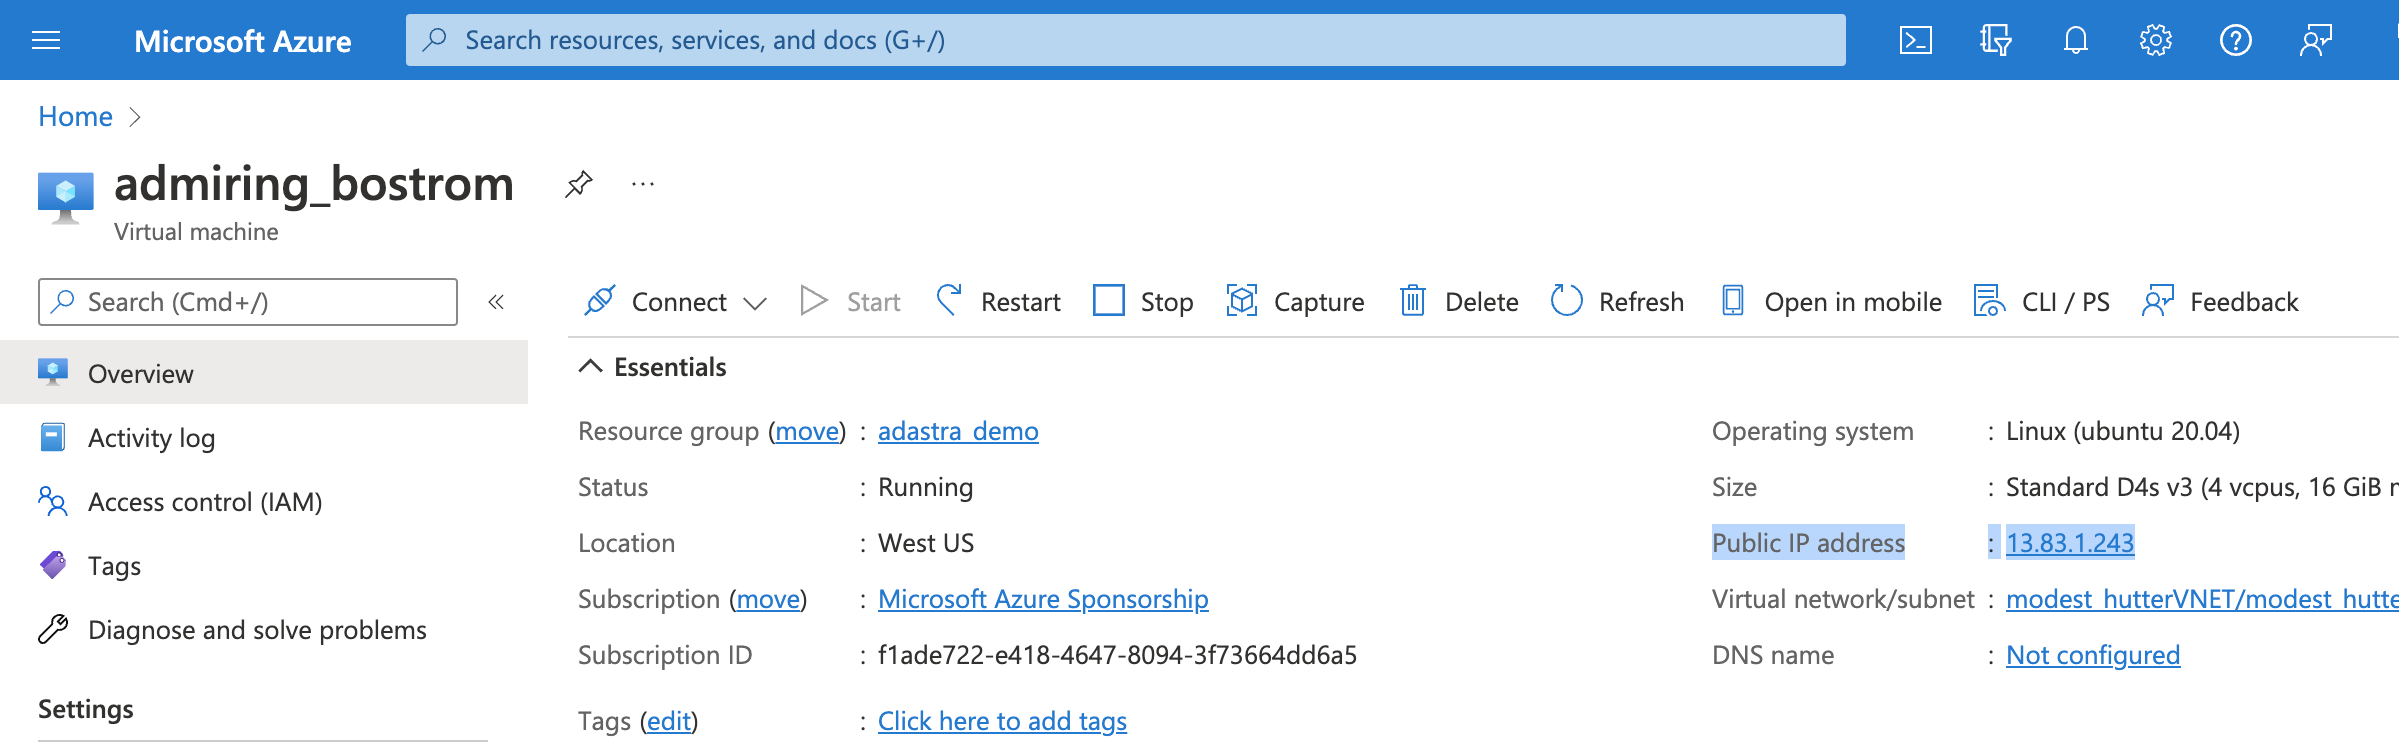 Microsoft Azure
Search resources, services, and docs (G+/)
Home
admiring_bostrom
Virtual machine
Search (Cmd+/)
Connect
Start
Restart
Stop
Capture
Delete
Refresh
Open in mobile
CLI / PS
Feedback
Overview
Activity log
Access control (IAM)
Tags
Diagnose and solve problems
Settings
Essentials
Resource group (move) : adastra_demo
Status : Running
Location : West US
Subscription (move) : Microsoft Azure Sponsorship
Subscription ID : f1ade722-e418-4647-8094-3f73664dd6a5
Tags (edit) : Click here to add tags
Operating system : Linux (ubuntu 20.04)
Size : Standard D4s v3 (4 vcpus, 16 GiB
Public IP address : 13.83.1.243
Virtual network/subnet : modest_hutterVNET/modest_hutte
DNS name : Not configured